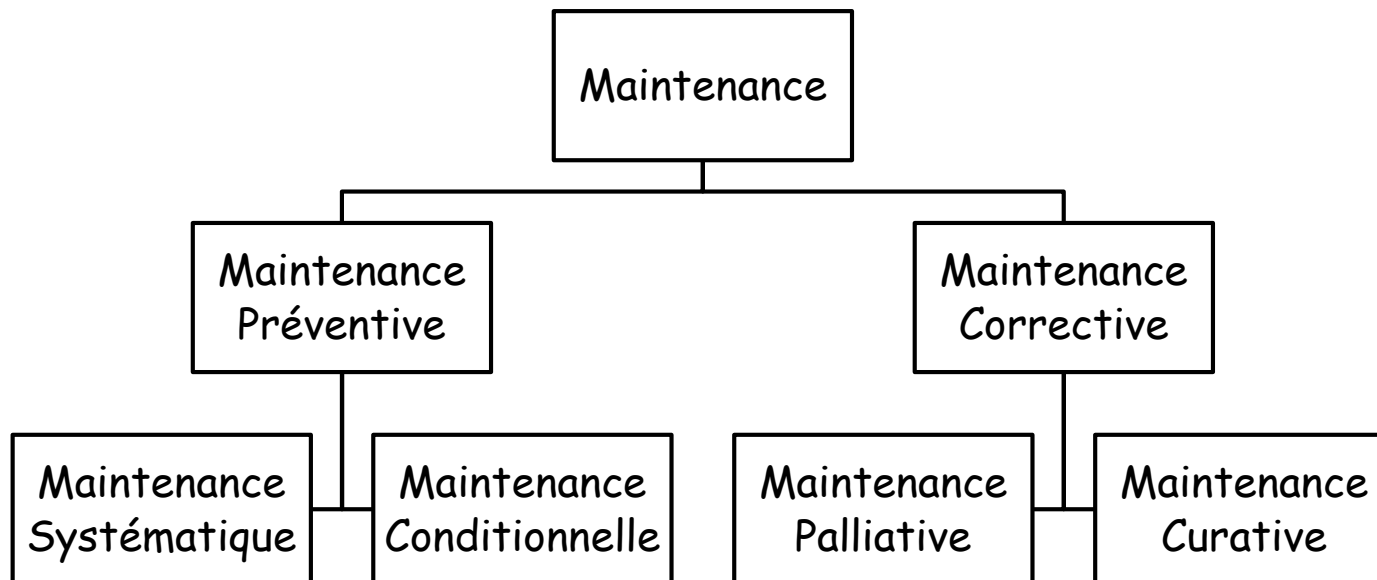 Maintenance
Maintenance
Préventive
Maintenance
Corrective
Maintenance
Systématique
Maintenance
Conditionnelle
Maintenance
Palliative
Maintenance
Curative